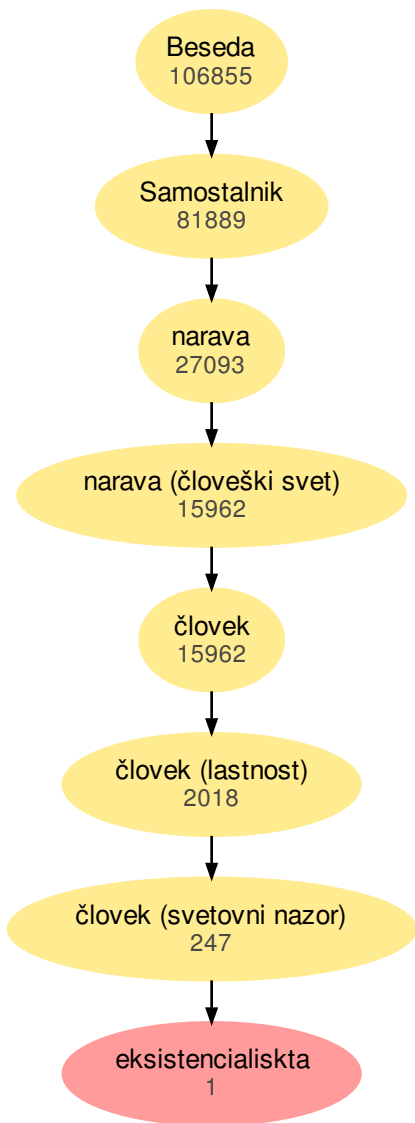 Beseda
106855
Samostalnik
81889
narava
27093
narava (človeški svet)
15962
človek
15962
človek (lastnost)
2018
človek (svetovni nazor)
247
eksistencialiskta
1